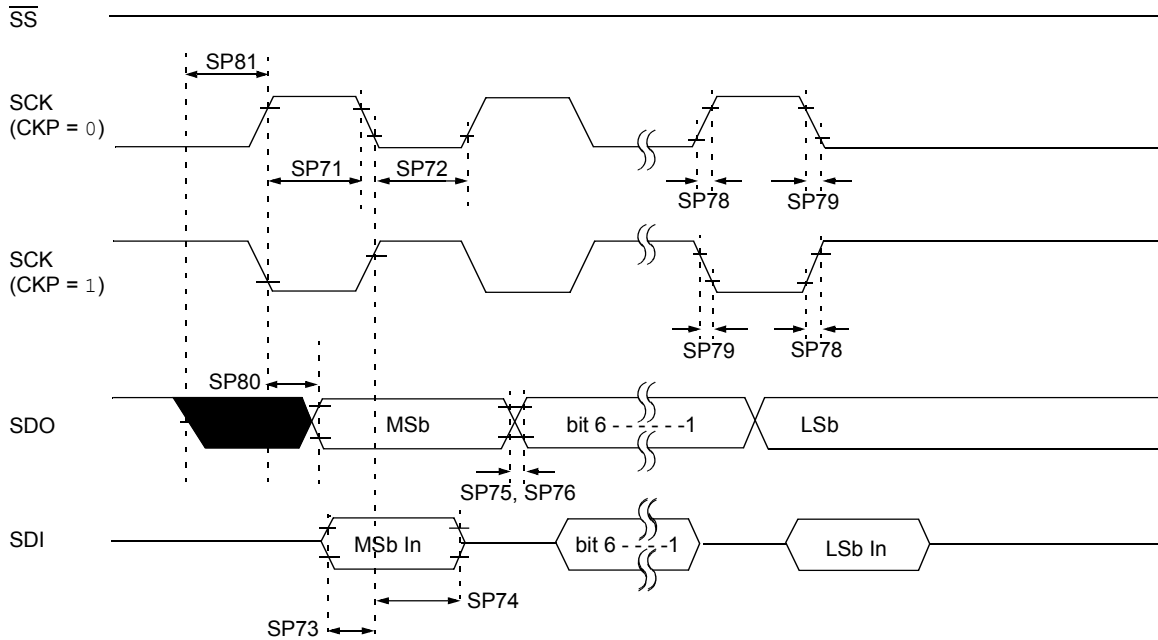 SS
SP81
SCK
(CKP = 0)
SP71
SP72
SP78
SP79
SCK
(CKP = 1)
SP79
SP78
SP80
SDO
MSb
bit 6 - - - - - -1
LSb
SP75, SP76
SDI
MSb In
bit 6 - - - - -1
LSb In
SP74
SP73